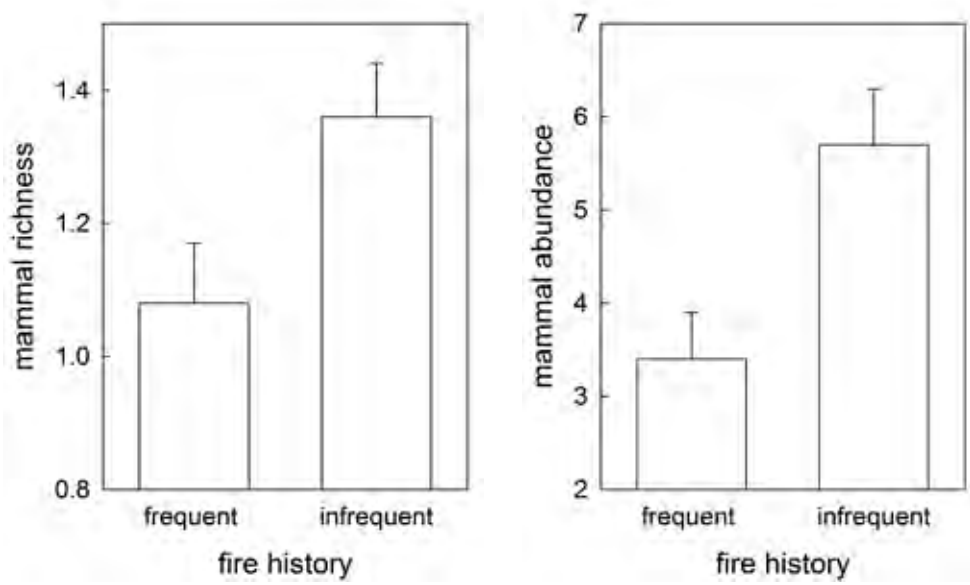 mammal richness
1.4
1.2
1.0
0.8
frequent infrequent
fire history
mammal abundance
7
6
5
4
3
2
frequent infrequent
fire history